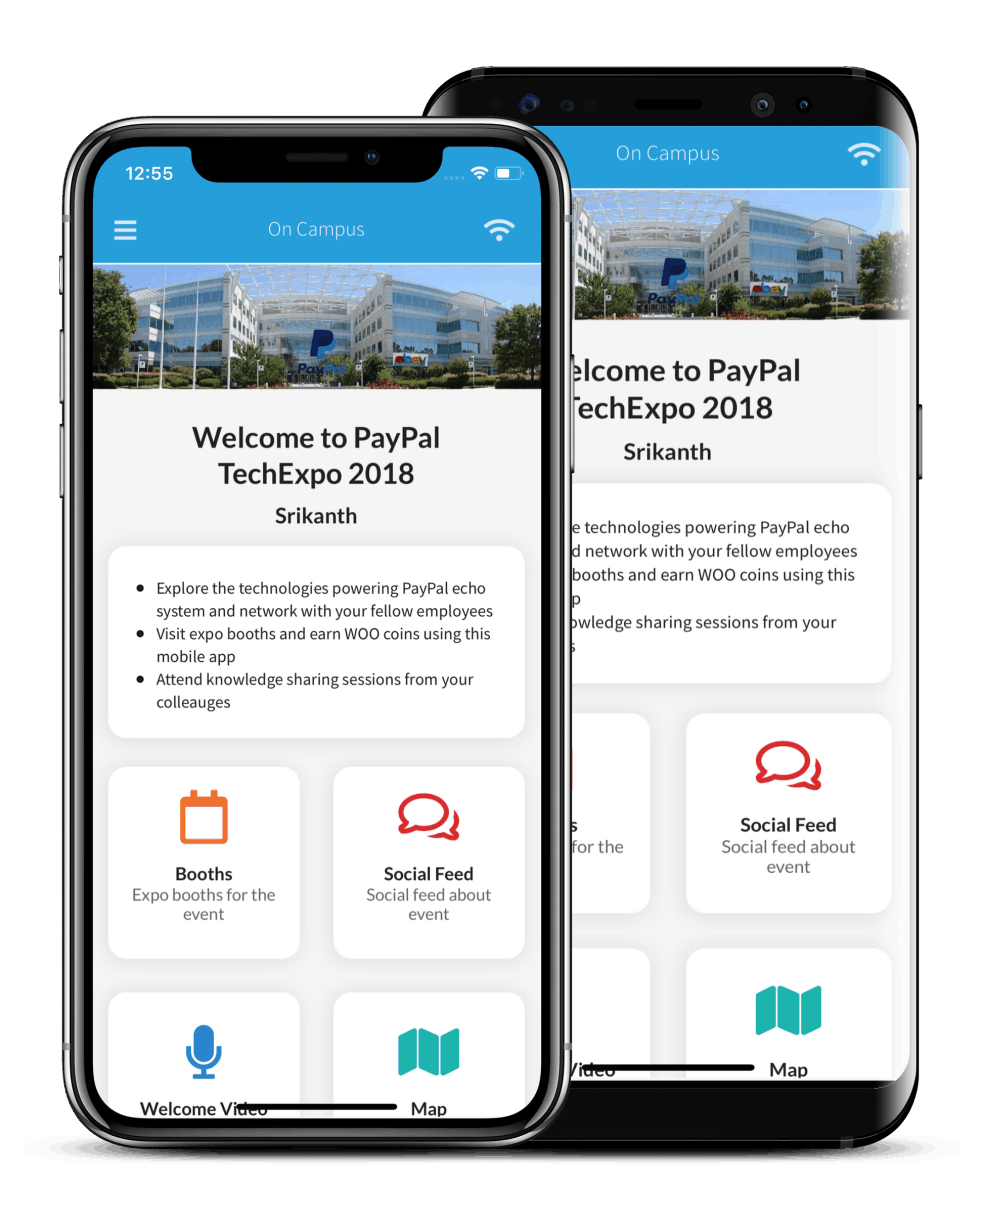 12:55
On Campus
PayPal
ebay
Welcome to PayPal
TechExpo 2018
Srikanth
Explore the technologies powering PayPal echo
system and network with your fellow employees
Visit expo booths and earn WOO coins using this
mobile app
Attend knowledge sharing sessions from your
colleauges
Booths
Expo booths for the
event
Social Feed
Social feed about
event
Welcome Video
Map
On Campus
PayPal
ebay
elcome to PayPal
TechExpo 2018
Srikanth
e technologies powering PayPal echo
d network with your fellow employees
booths and earn WOO coins using this
p
owledge sharing sessions from your
s
s
for the
Social Feed
Social feed about
event
Video
Map